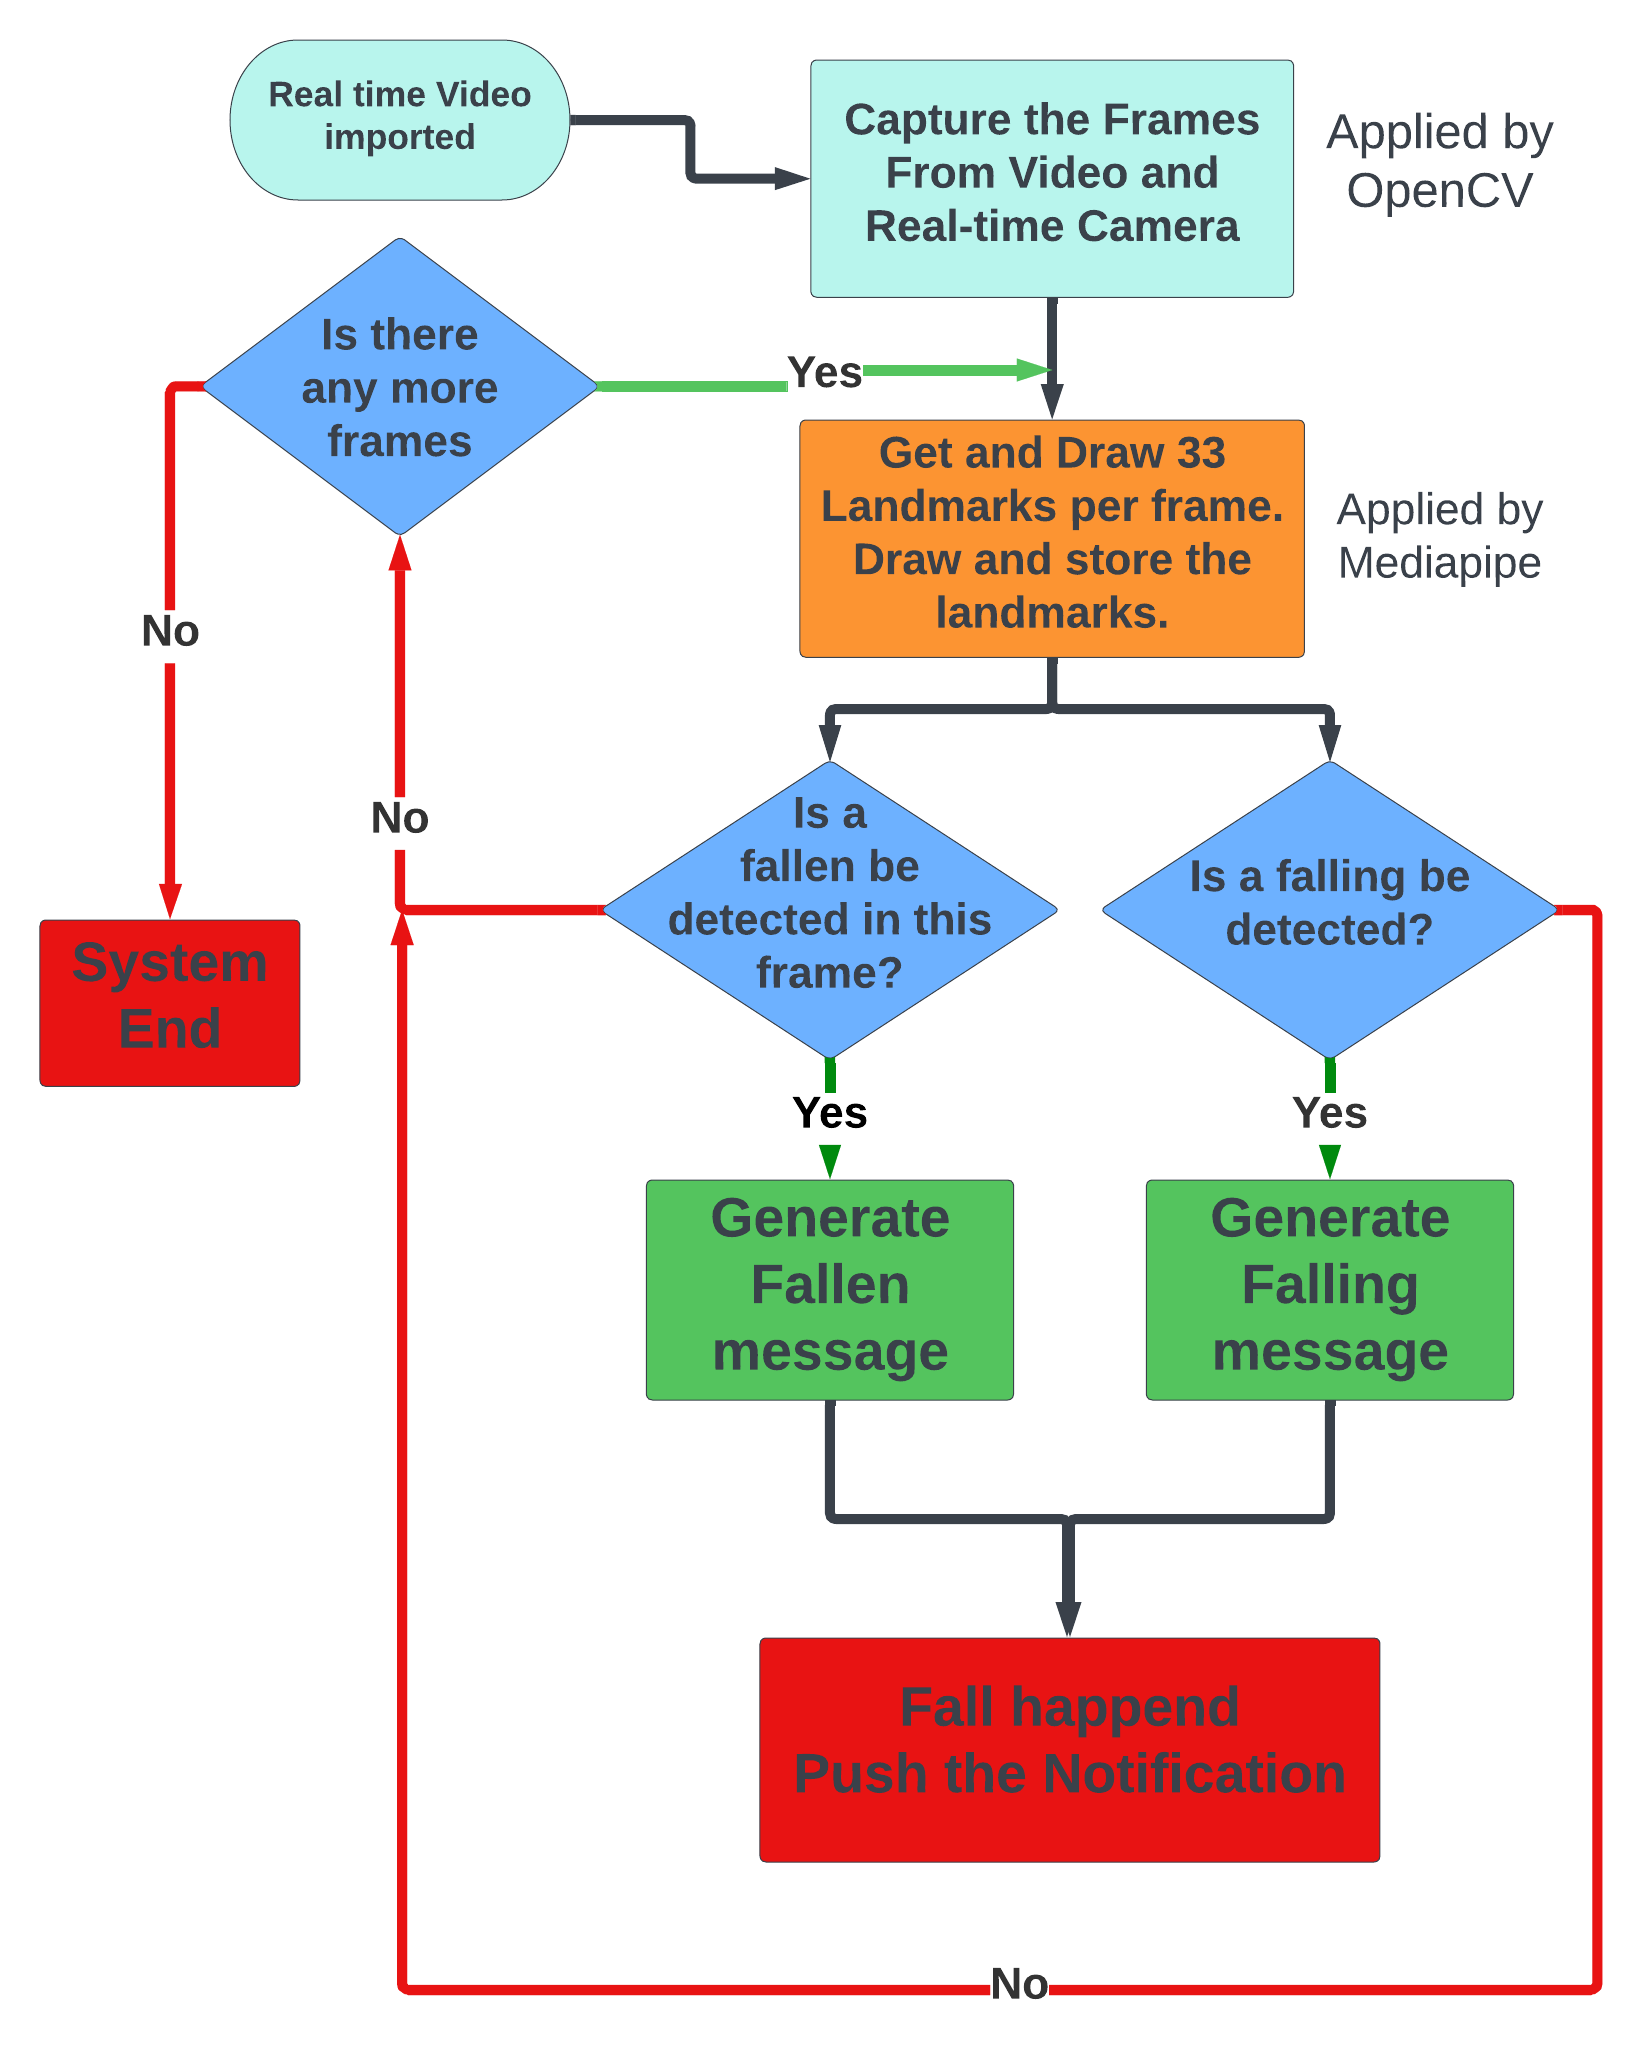 Real time Video
imported
Capture the Frames
From Video and
Real-time Camera
Applied by
OpenCV
Is there
any more
frames
Yes
Get and Draw 33
Landmarks per frame.
Draw and store the
landmarks.
Applied by
Mediapipe
No
No
Is a
fallen be
detected in this
frame?
Is a falling be
detected?
System
End
Yes
Yes
Generate
Fallen
message
Generate
Falling
message
Fall happend
Push the Notification
No